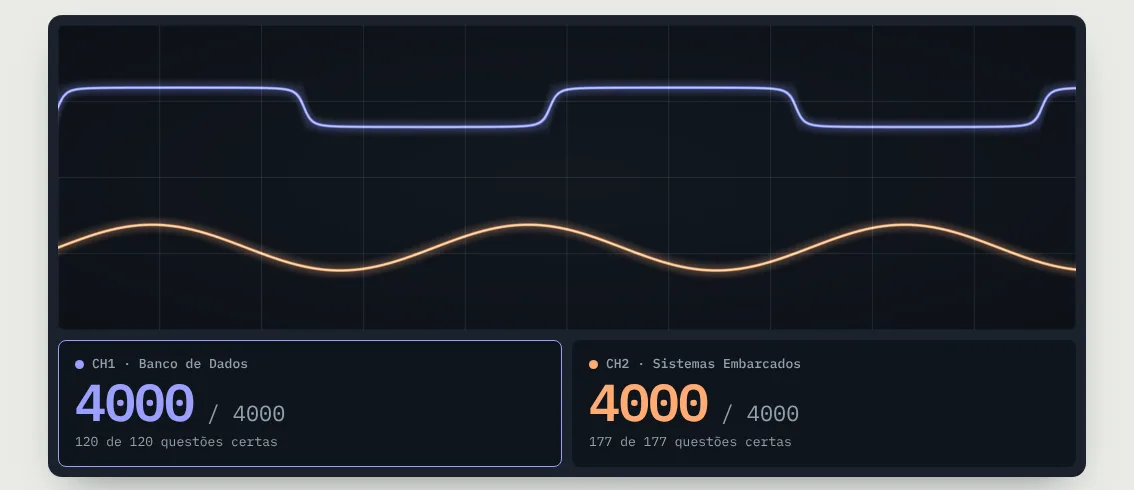 CH1 · Banco de Dados
4000 / 4000
120 de 120 questões certas
CH2 · Sistemas Embarcados
4000 / 4000
177 de 177 questões certas